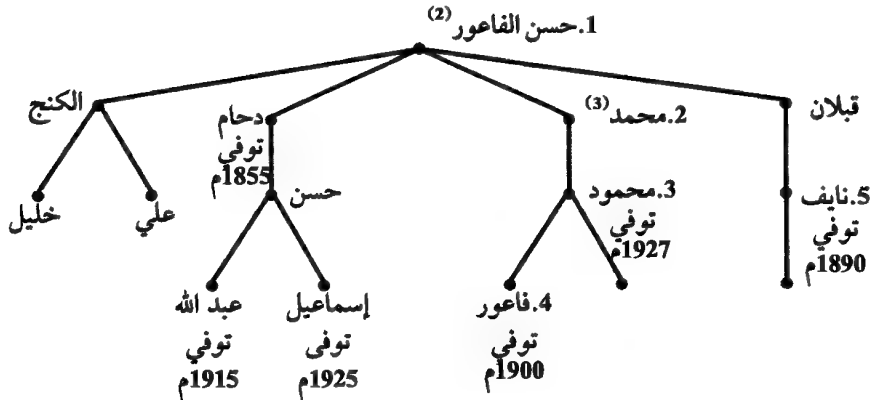 1.حسن الفاعور(2)
قبلان
2.محمد(3)
دحام
توفي
1855م
الكنج
5.نايف
توفي
1890م
3.محمود
توفي
1927م
حسن
علي
خليل
4.فاعور
توفي
1900م
إسماعيل
توفى
1925م
عبد الله
توفي
1915م